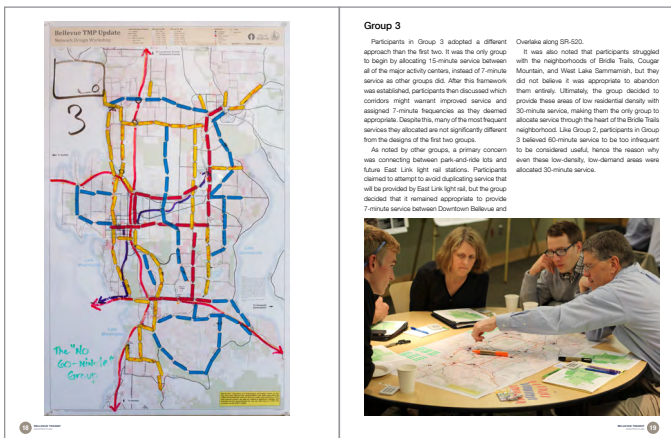 Bellevue TMP Update
Network Design Workshop
3
The "NO
60-Minute"
Group
18
BELLEVUE TRANSIT
Group 3
Participants in Group 3 adopted a different
approach than the first two. It was the only group
to begin by allocating 15-minute service between
all of the major activity centers, instead of 7-minute
service as other groups did. After this framework
was established, participants then discussed which
corridors might warrant improved service and
assigned 7-minute frequencies as they deemed
appropriate. Despite this, many of the most frequent
services they allocated are not significantly different
from the designs of the first two groups.
As noted by other groups, a primary concern
was connecting between park-and-ride lots and
future East Link light rail stations. Participants
claimed to attempt to avoid duplicating service that
will be provided by East Link light rail, but the group
decided that it remained appropriate to provide
7-minute service between Downtown Bellevue and
Overlake along SR-520.
It was also noted that participants struggled
with the neighborhoods of Bridle Trails, Cougar
Mountain, and West Lake Sammamish, but they
did not believe it was appropriate to abandon
them entirely. Ultimately, the group decided to
provide these areas of low residential density with
30-minute service, making them the only group to
allocate service through the heart of the Bridle Trails
neighborhood. Like Group 2, participants in Group
3 believed 60-minute service to be too infrequent
to be considered useful, hence the reason why
even these low-density, low-demand areas were
allocated 30-minute service.
BELLEVUE TRANSIT
19